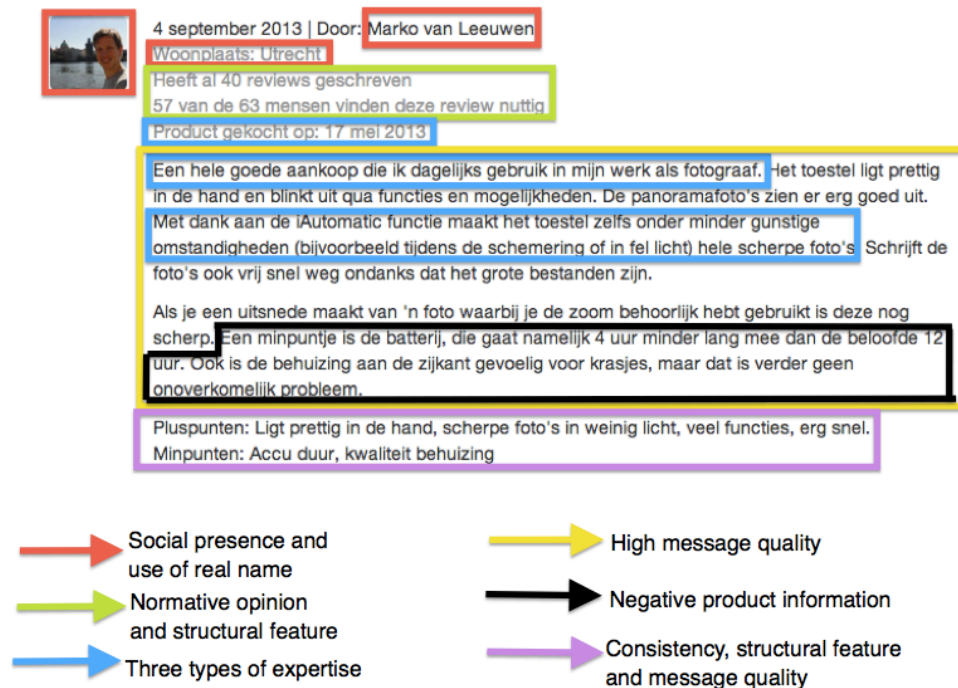 4 september 2013 | Door: Marko van Leeuwen
Woonplaats: Utrecht
Heeft al 40 reviews geschreven
57 van de 63 mensen vinden deze review nuttig
Product gekocht op: 17 mei 2013
Een hele goede aankoop die ik dagelijks gebruik in mijn werk als fotograaf. Het toestel ligt prettig
in de hand en blinkt uit qua functies en mogelijkheden. De panoramafoto's zien er erg goed uit.
Met dank aan de iAutomatic functie maakt het toestel zelfs onder minder gunstige
omstandigheden (bijvoorbeeld tijdens de schemering of in fel licht) hele scherpe foto's. Schrijft de
foto's ook vrij snel weg ondanks dat het grote bestanden zijn.
Als je een uitsnede maakt van 'n foto waarbij je de zoom behoorlijk hebt gebruikt is deze nog
scherp. Een minpuntje is de batterij, die gaat namelijk 4 uur minder lang mee dan de beloofde 12
uur. Ook is de behuizing aan de zijkant gevoelig voor krasjes, maar dat is verder geen
onoverkomelijk probleem.
Pluspunten: Ligt prettig in de hand, scherpe foto's in weinig licht, veel functies, erg snel.
Minpunten: Accu duur, kwaliteit behuizing
Social presence and
use of real name
Normative opinion
and structural feature
Three types of expertise
High message quality
Negative product information
Consistency, structural feature
and message quality